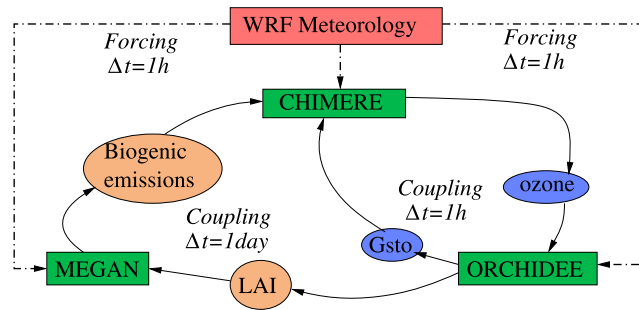 WRF Meteorology
Forcing
Δt=1h
Forcing
Δt=1h
CHIMERE
Biogenic
emissions
ozone
Coupling
Δt=1h
Coupling
Δt=1day
Gsto
MEGAN
LAI
ORCHIDEE